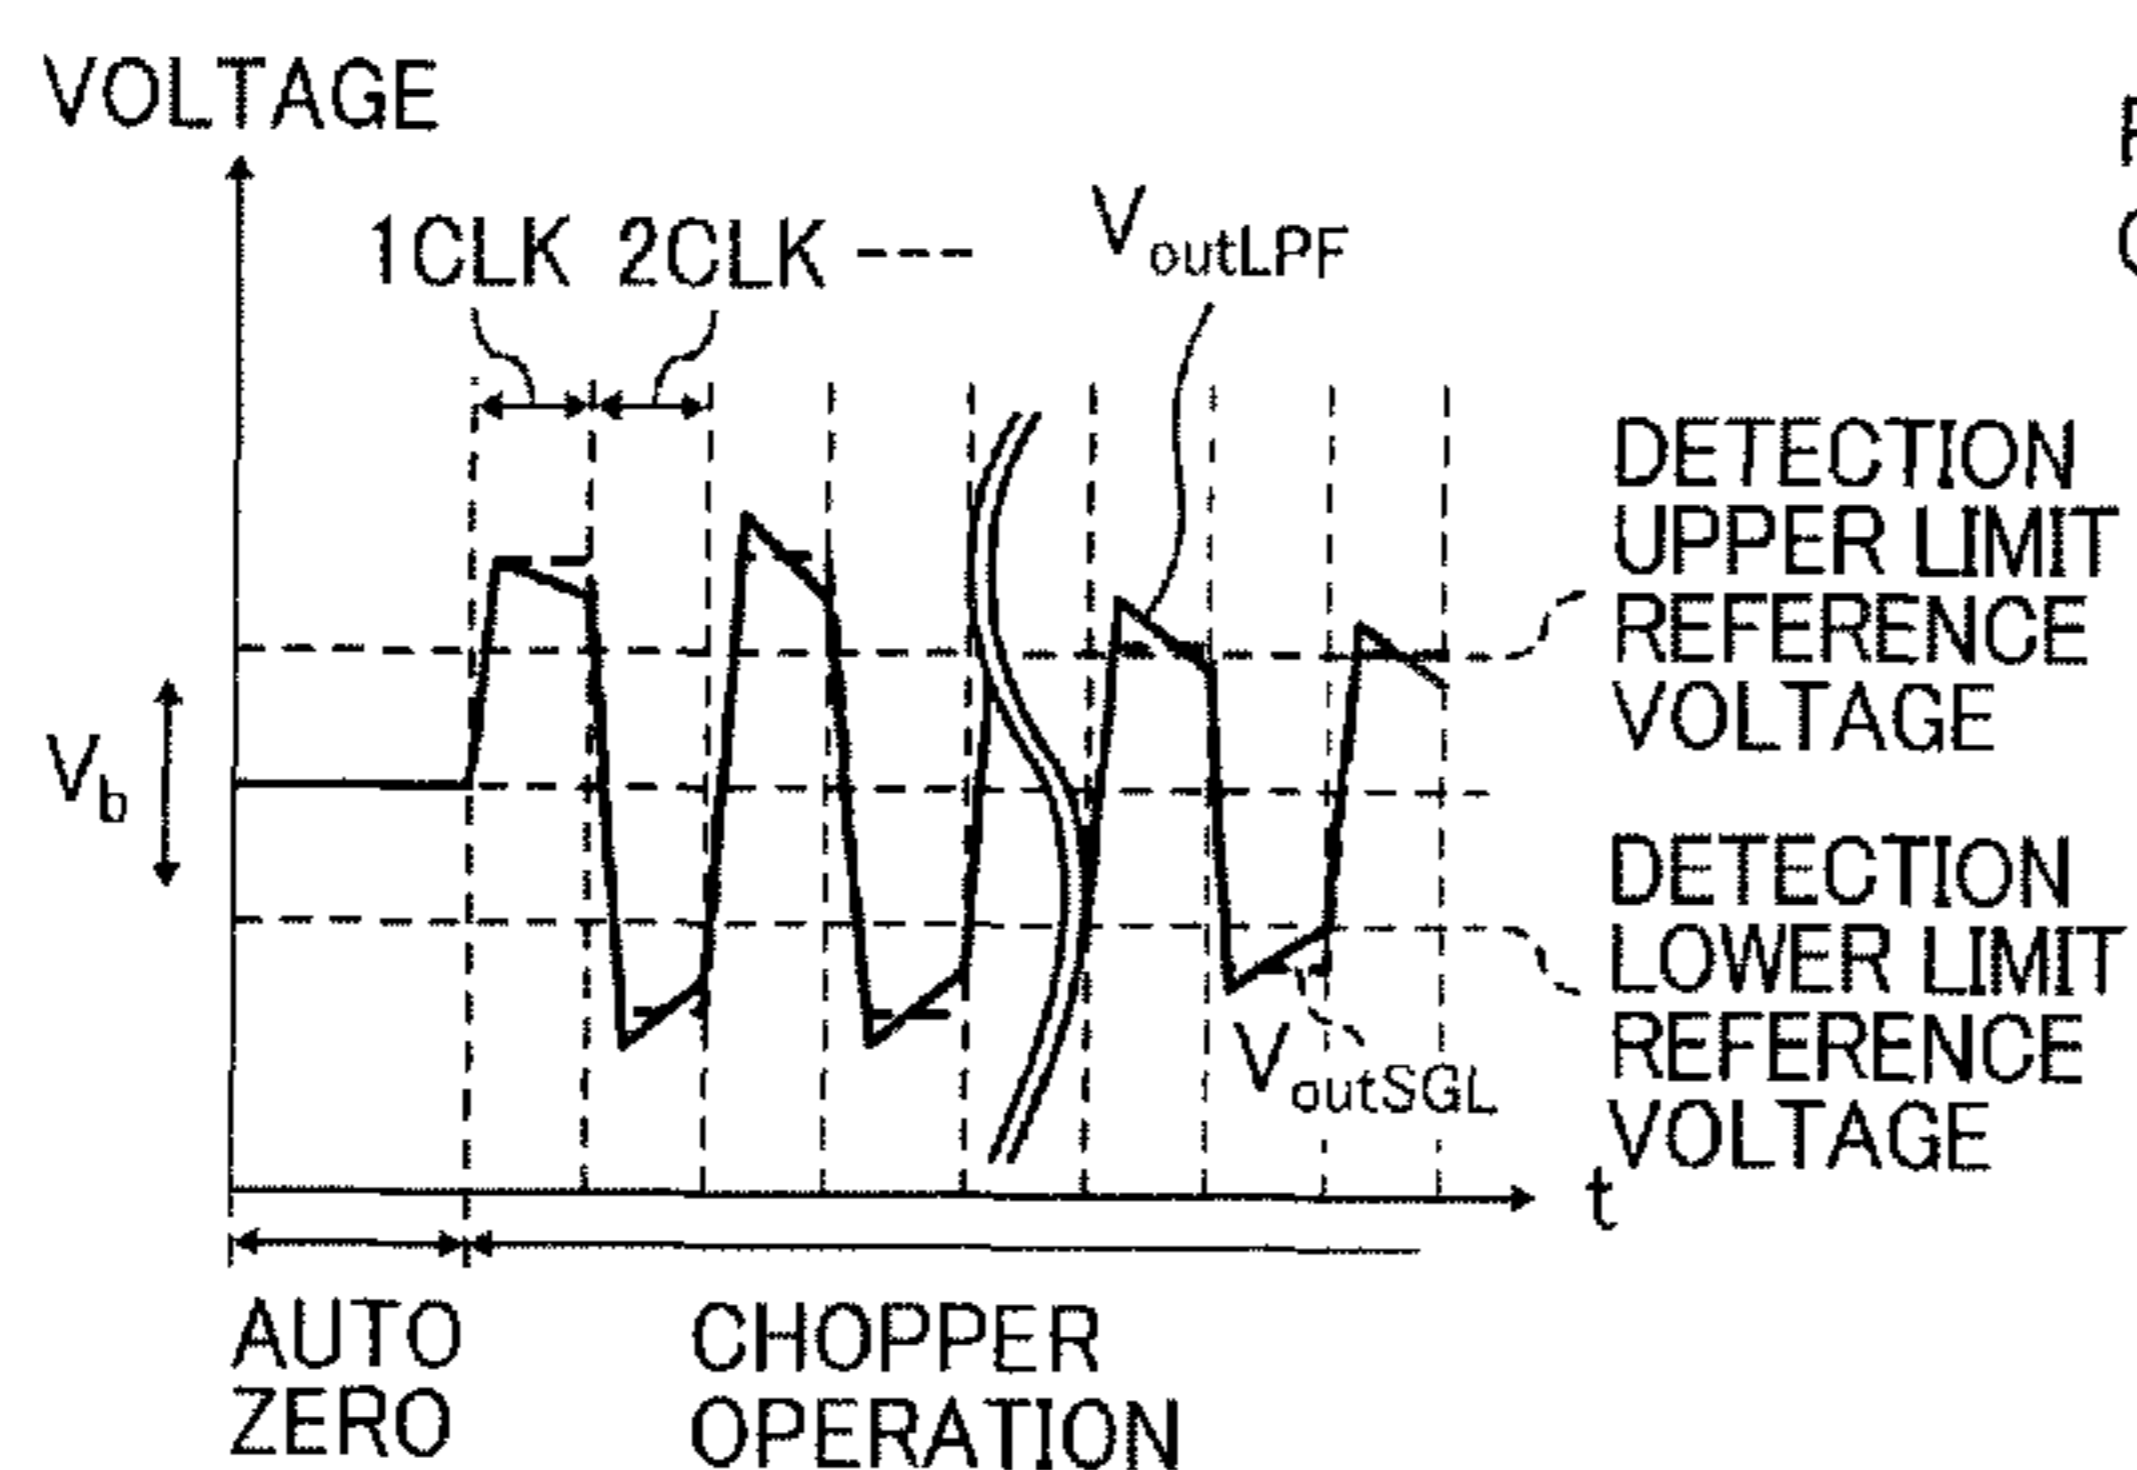 VOLTAGE
1CLK 2CLK ----
VoutLPF
DETECTION
UPPER LIMIT
REFERENCE
VOLTAGE
Vb
DETECTION
LOWER LIMIT
REFERENCE
VOLTAGE
VoutSGL
t
AUTO
ZERO
CHOPPER
OPERATION